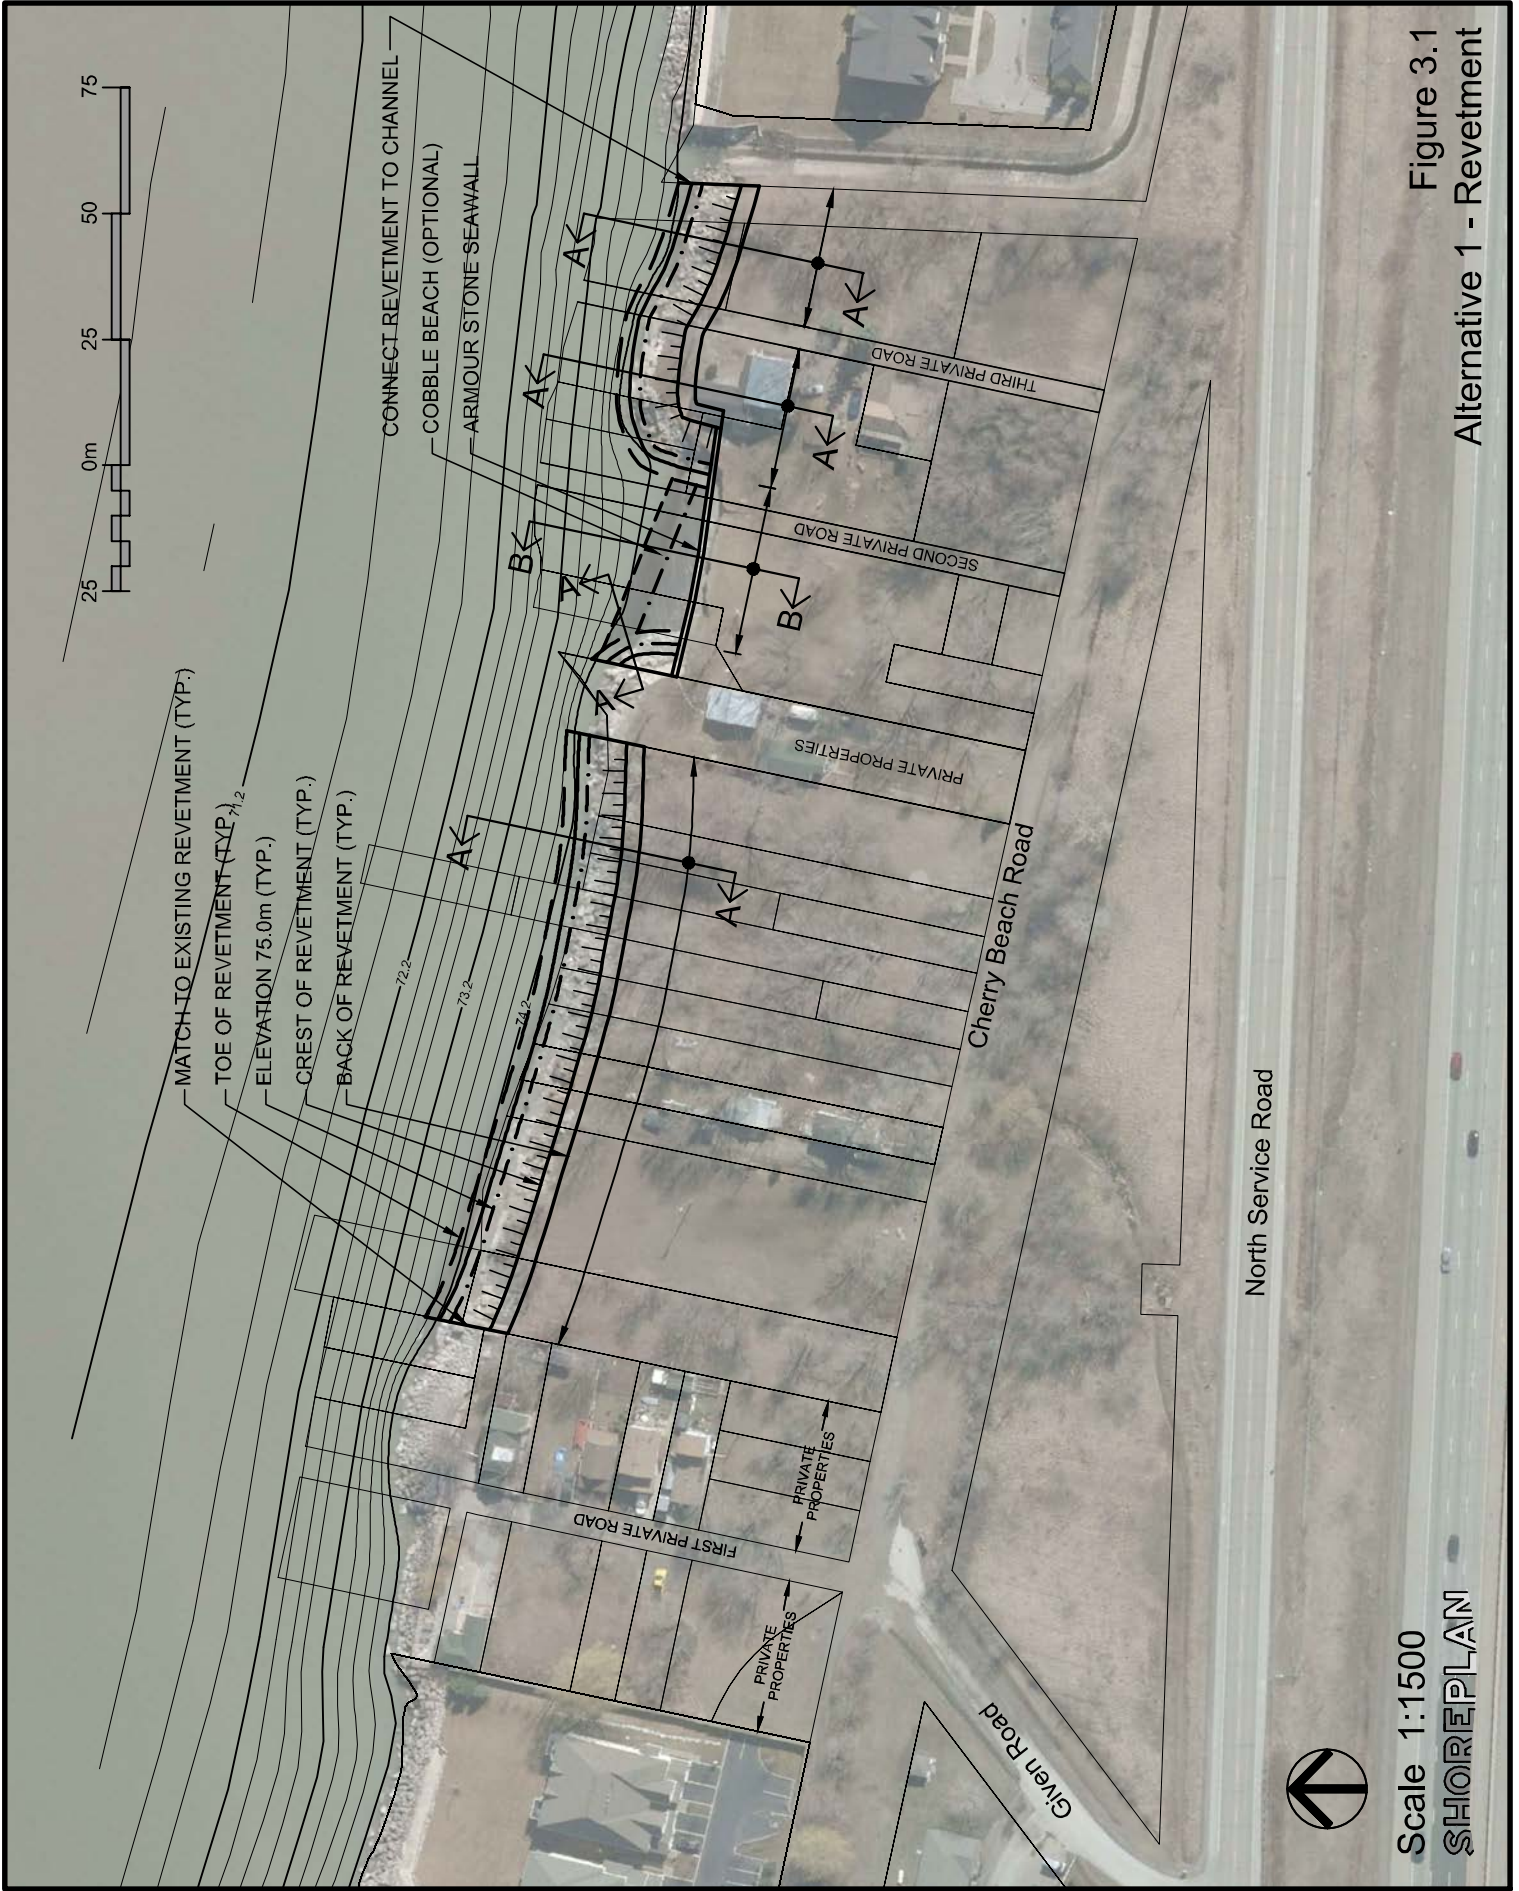 MATCH TO EXISTING REVETMENT (TYP.)
TOE OF REVETMENT (TYP.)
ELEVATION 75.0m (TYP.)
CREST OF REVETMENT (TYP.)
BACK OF REVETMENT (TYP.)
CONNECT REVETMENT TO CHANNEL
COBBLE BEACH (OPTIONAL)
ARMOUR STONE SEAWALL
25
0m
25
50
75
71.2
72.2
73.2
74.2
A
A
B
B
A
A
A
A
A
A
FIRST PRIVATE ROAD
SECOND PRIVATE ROAD
THIRD PRIVATE ROAD
PRIVATE PROPERTIES
PRIVATE
PROPERTIES
PRIVATE
PROPERTIES
Cherry Beach Road
Given Road
North Service Road
Scale 1:1500
SHOREPLAN
Figure 3.1
Alternative 1 - Revetment